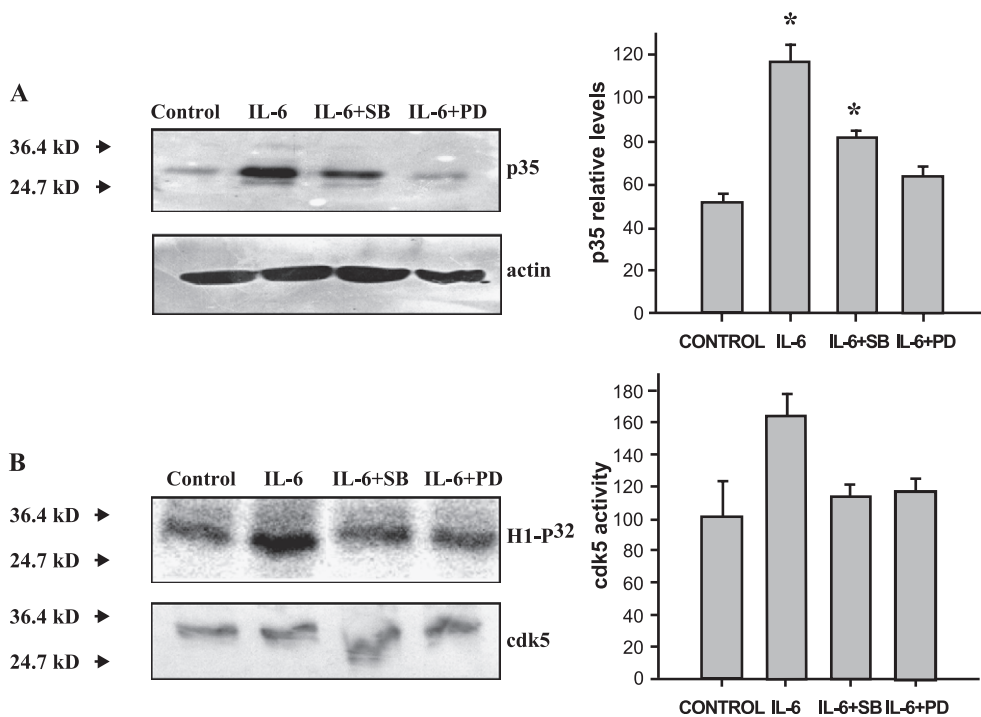 A
Control IL-6 IL-6+SB IL-6+PD
36.4 kD
24.7 kD
p35
actin
p35 relative levels
120
100
80
60
40
20
0
*
*
CONTROL IL-6 IL-6+SB IL-6+PD
B
Control IL-6 IL-6+SB IL-6+PD
36.4 kD
24.7 kD
H1-P32
36.4 kD
24.7 kD
cdk5
cdk5 activity
180
160
140
120
100
80
60
40
20
0
CONTROL IL-6 IL-6+SB IL-6+PD